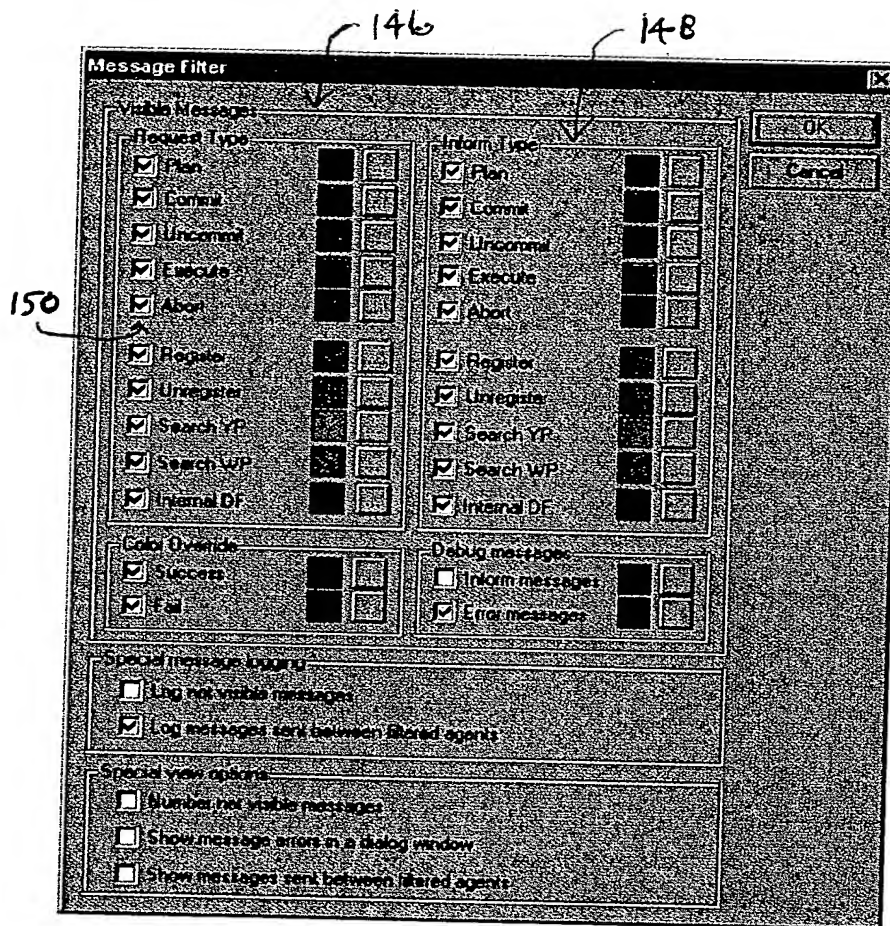 146
148
Message Filter
OK
Cancel
Visible Messages
Request Type
Plan
Commit
Uncommit
Execute
Abort
150
Register
Unregister
Search YP
Search WP
Internal DF
Inform Type
Plan
Commit
Uncommit
Execute
Abort
Register
Unregister
Search YP
Search WP
Internal DF
Color Override
Success
Fail
Debug messages
Inform messages
Error messages
Special message logging
Log not visible messages
Log messages sent between filtered agents
Special view options
Number not visible messages
Show message errors in a dialog window
Show messages sent between filtered agents